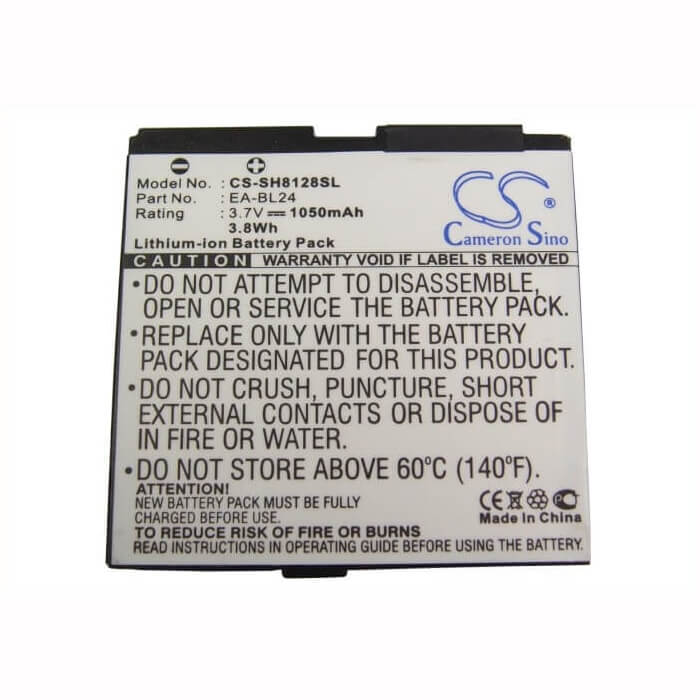 Model No. : CS-SH8128SL
Part No. : EA-BL24
Rating : 3.7V 1050mAh
3.8Wh
Lithium-ion Battery Pack
CS
Cameron Sino
CAUTION WARRANTY VOID IF LABEL IS REMOVED
•DO NOT ATTEMPT TO DISASSEMBLE,
OPEN OR SERVICE THE BATTERY PACK.
•REPLACE ONLY WITH THE BATTERY
PACK DESIGNATED FOR THIS PRODUCT.
•DO NOT CRUSH, PUNCTURE, SHORT
EXTERNAL CONTACTS OR DISPOSE OF
IN FIRE OR WATER.
•DO NOT STORE ABOVE 60°C (140°F).
ATTENTION!
NEW BATTERY PACK MUST BE FULLY
CHARGED BEFORE FIRST USE
CE
Made In China
TO REDUCE RISK OF FIRE OR BURNS
READ INSTRUCTIONS IN OPERATING GUIDE BEFORE USING THE BATTERY.